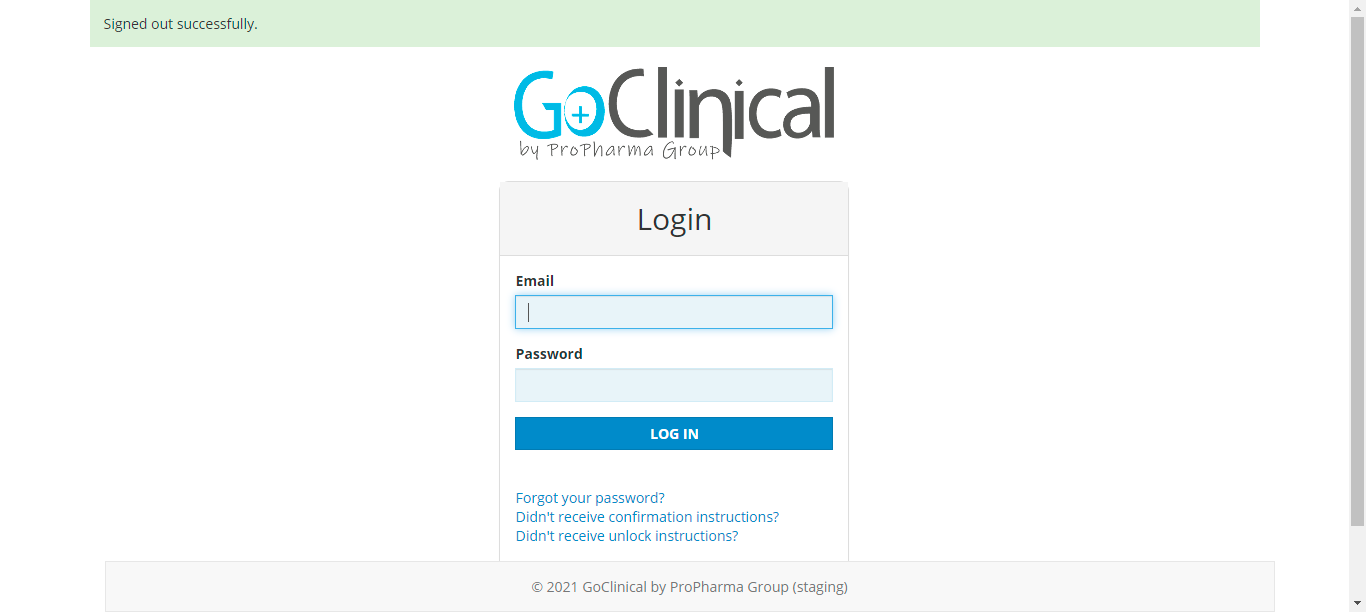 Signed out successfully.
GoClinical
by ProPharma Group
Login
Email
Password
LOG IN
Forgot your password?
Didn't receive confirmation instructions?
Didn't receive unlock instructions?
© 2021 GoClinical by ProPharma Group (staging)